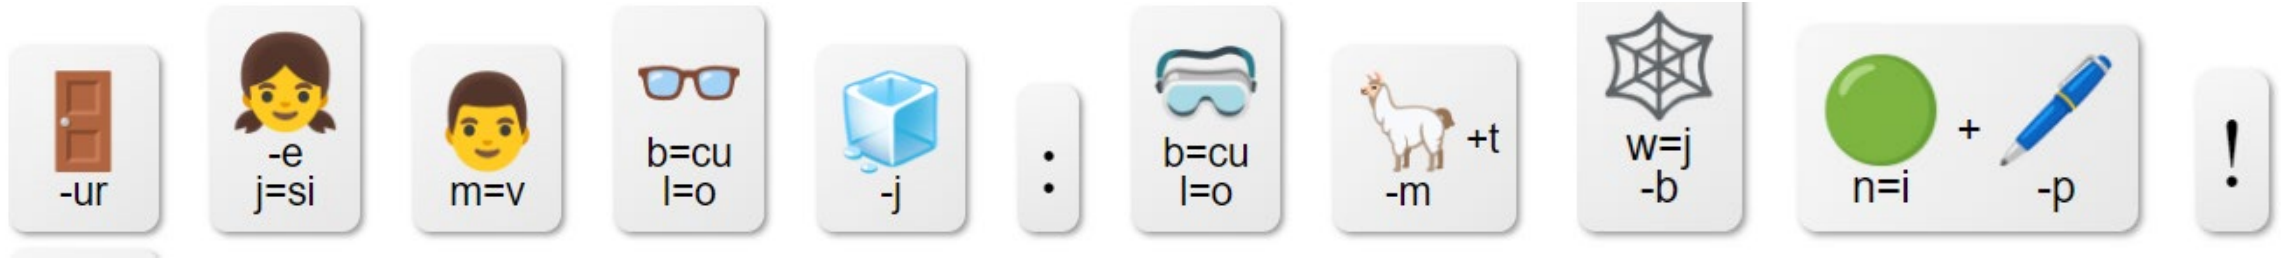 -ur -e j=si m=v b=cu l=o -j : b=cu l=o -m +t w=j -b n=i + -p !